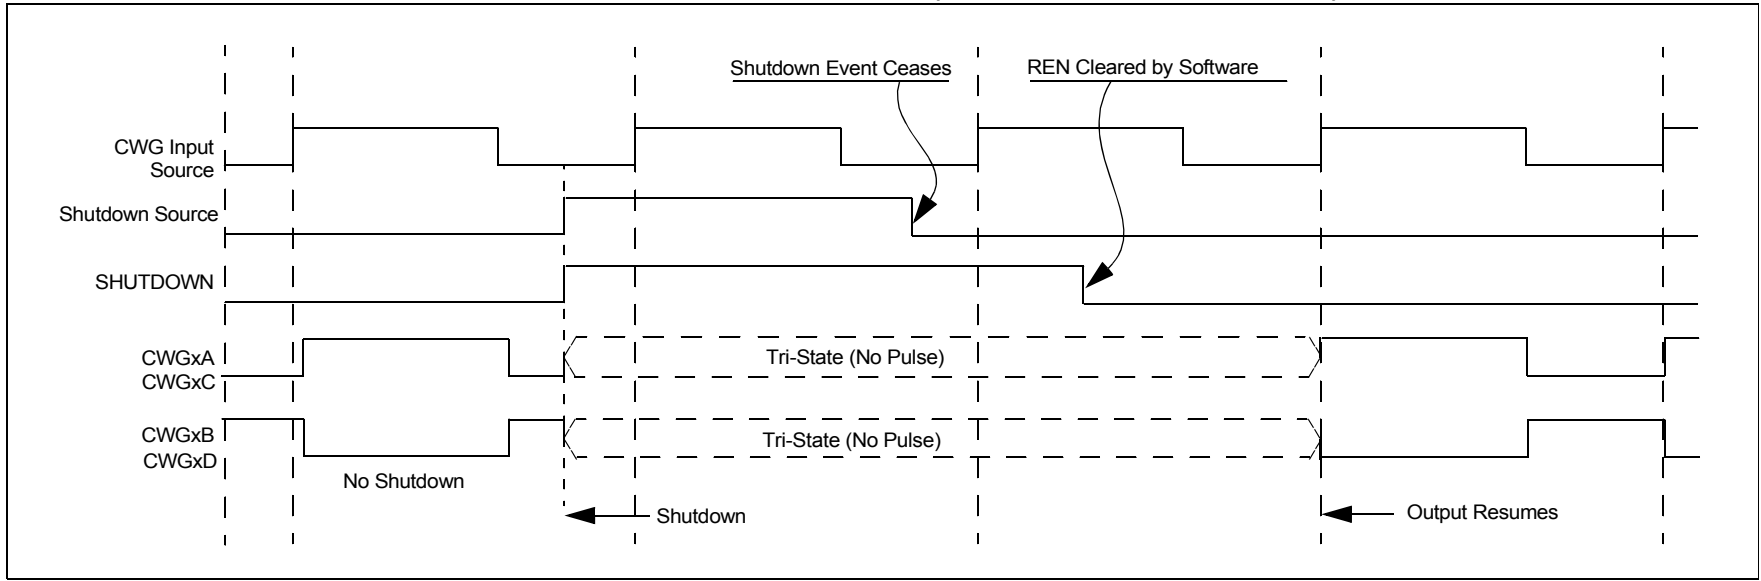 Shutdown Event Ceases
REN Cleared by Software
CWG Input
Source
Shutdown Source
SHUTDOWN
CWGxA
CWGxC
Tri-State (No Pulse)
CWGxB
CWGxD
Tri-State (No Pulse)
No Shutdown
Shutdown
Output Resumes